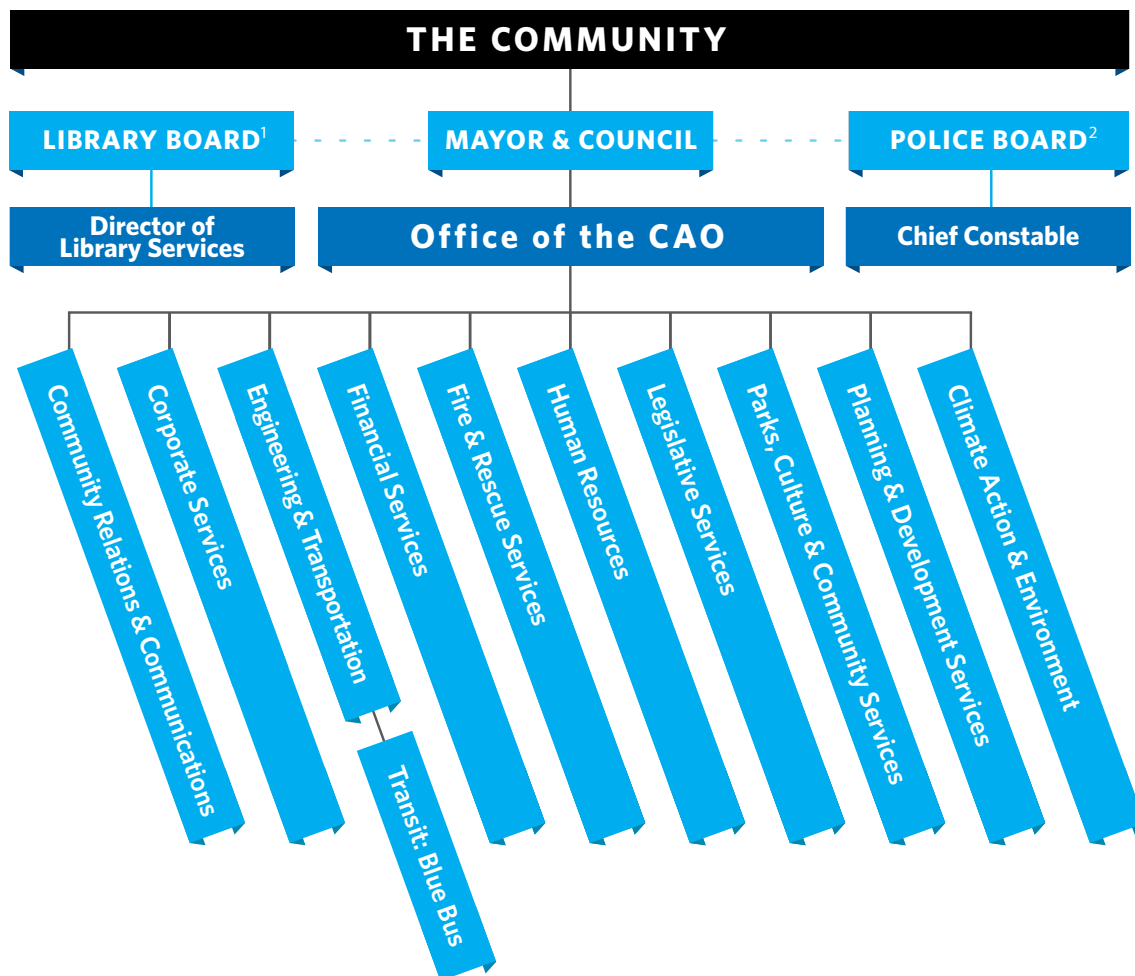 THE COMMUNITY
LIBRARY BOARD¹
MAYOR & COUNCIL
POLICE BOARD²
Director of
Library Services
Office of the CAO
Chief Constable
Community Relations & Communications
Corporate Services
Engineering & Transportation
Financial Services
Fire & Rescue Services
Human Resources
Legislative Services
Parks, Culture & Community Services
Planning & Development Services
Climate Action & Environment
Transit: Blue Bus